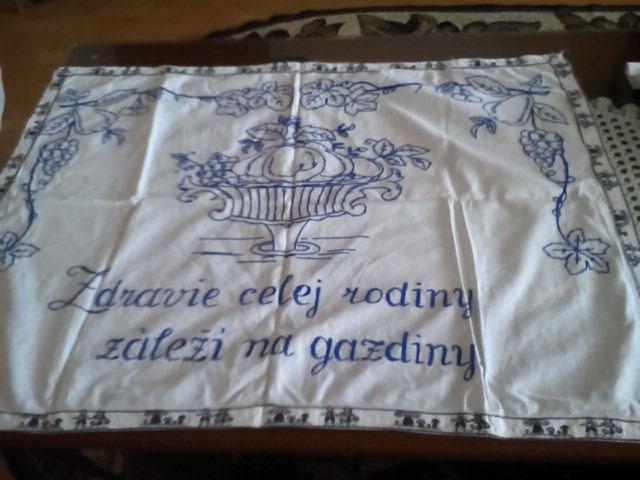 Zdravie celej rodiny
záleží na gazdiny